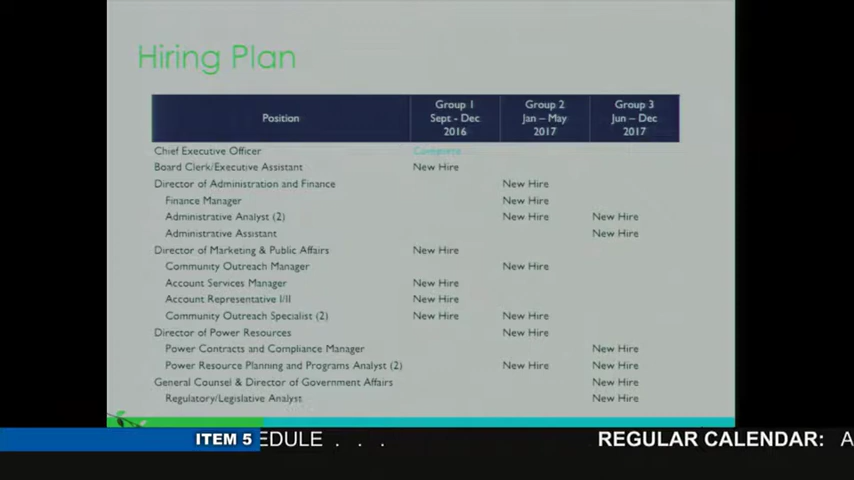 Hiring Plan
Position
Group 1
Sept - Dec
2016
Group 2
Jan – May
2017
Group 3
Jun – Dec
2017
Chief Executive Officer Complete
Board Clerk/Executive Assistant New Hire
Director of Administration and Finance New Hire
Finance Manager New Hire
Administrative Analyst (2) New Hire New Hire
Administrative Assistant New Hire
Director of Marketing & Public Affairs New Hire
Community Outreach Manager New Hire
Account Services Manager New Hire
Account Representative I/II New Hire
Community Outreach Specialist (2) New Hire New Hire
Director of Power Resources New Hire
Power Contracts and Compliance Manager New Hire
Power Resource Planning and Programs Analyst (2) New Hire New Hire
General Counsel & Director of Government Affairs New Hire
Regulatory/Legislative Analyst New Hire
ITEM 5 EDULE . . . REGULAR CALENDAR: A